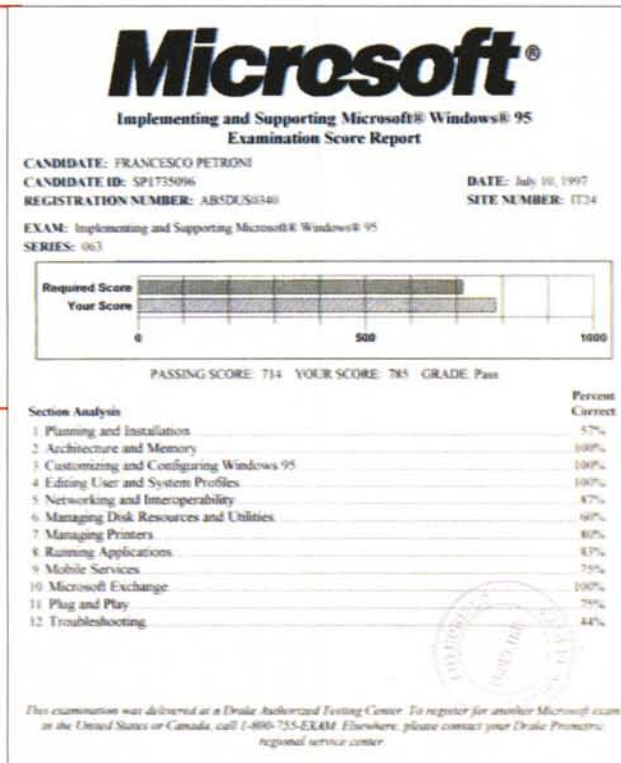 Microsoft®
Implementing and Supporting Microsoft® Windows® 95
Examination Score Report
CANDIDATE: FRANCESCO PETRONI
CANDIDATE ID: SP1735096 DATE: July 10, 1997
REGISTRATION NUMBER: AB5DUS0340 SITE NUMBER: IT24
EXAM: Implementing and Supporting Microsoft® Windows® 95
SERIES: 063
Required Score
Your Score
0 500 1000
PASSING SCORE: 714 YOUR SCORE: 785 GRADE: Pass
Section Analysis Percent Correct
1 Planning and Installation 57%
2 Architecture and Memory 100%
3 Customizing and Configuring Windows 95 100%
4 Editing User and System Profiles 100%
5 Networking and Interoperability 87%
6 Managing Disk Resources and Utilities 60%
7 Managing Printers 80%
8 Running Applications 83%
9 Mobile Services 75%
10 Microsoft Exchange 100%
11 Plug and Play 75%
12 Troubleshooting 44%
This examination was delivered at a Drake Authorized Testing Center. To register for another Microsoft exam
in the United States or Canada, call 1-800-755-EXAM. Elsewhere, please contact your Drake Prometric
regional service center.